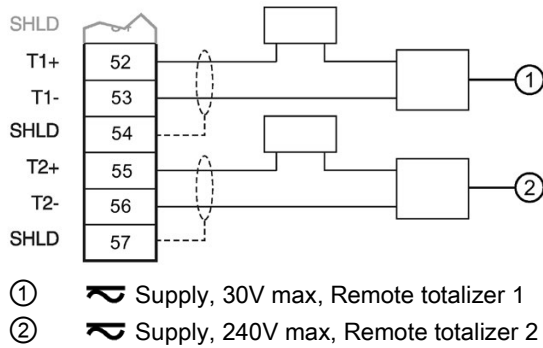 SHLD
T1+ 52
T1- 53
SHLD 54
T2+ 55
T2- 56
SHLD 57
①
②
① Supply, 30V max, Remote totalizer 1
② Supply, 240V max, Remote totalizer 2